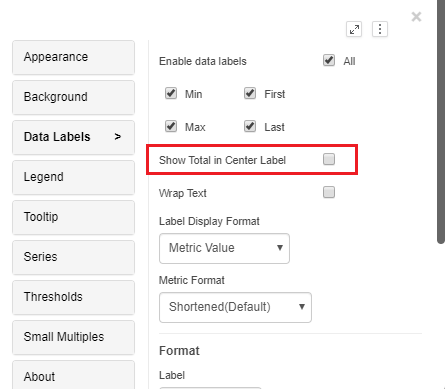 Appearance
Background
Data Labels >
Legend
Tooltip
Series
Thresholds
Small Multiples
About
Enable data labels All
Min First
Max Last
Show Total in Center Label
Wrap Text
Label Display Format
Metric Value
Metric Format
Shortened(Default)
Format
Label